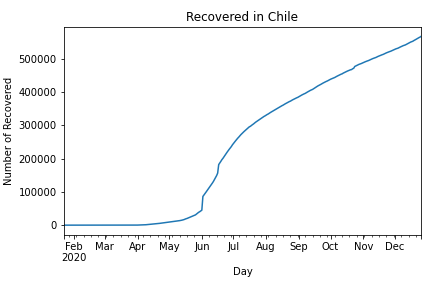 Recovered in Chile
Number of Recovered
500000
400000
300000
200000
100000
0
Feb Mar Apr May Jun Jul Aug Sep Oct Nov Dec
2020
Day